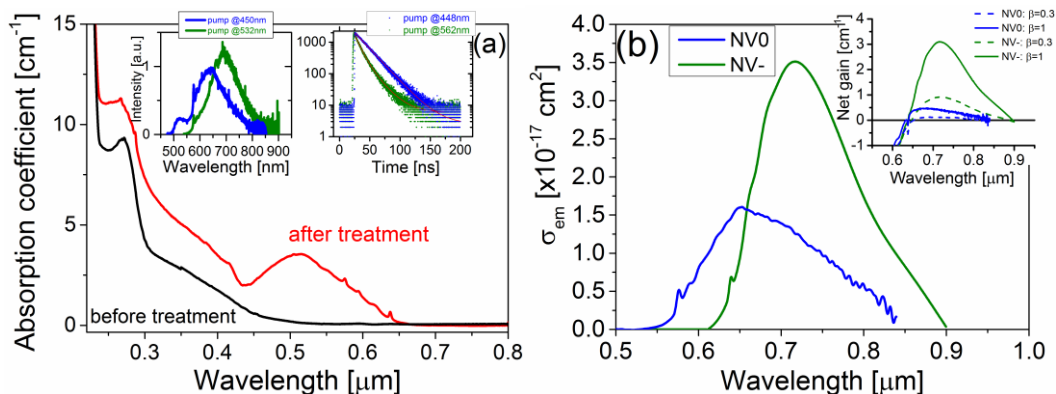 (a)
Absorption coefficient [cm⁻¹]
15
10
5
0
0.3 0.4 0.5 0.6 0.7 0.8
Wavelength [μm]
after treatment
before treatment
pump @450nm
pump @532nm
Intensity [a.u.]
1
0
500 600 700 800 900
Wavelength [nm]
pump @448nm
pump @562nm
1000
100
10
1
0 50 100 150 200
Time [ns]
(b)
NV0
NV-
σem [x10⁻¹⁷ cm²]
4.0
3.5
3.0
2.5
2.0
1.5
1.0
0.5
0.0
0.5 0.6 0.7 0.8 0.9 1.0
Wavelength [μm]
NV0: β=0.3
NV0: β=1
NV-: β=0.3
NV-: β=1
Net gain [cm⁻¹]
4
3
2
1
0
-1
0.6 0.7 0.8 0.9
Wavelength [μm]